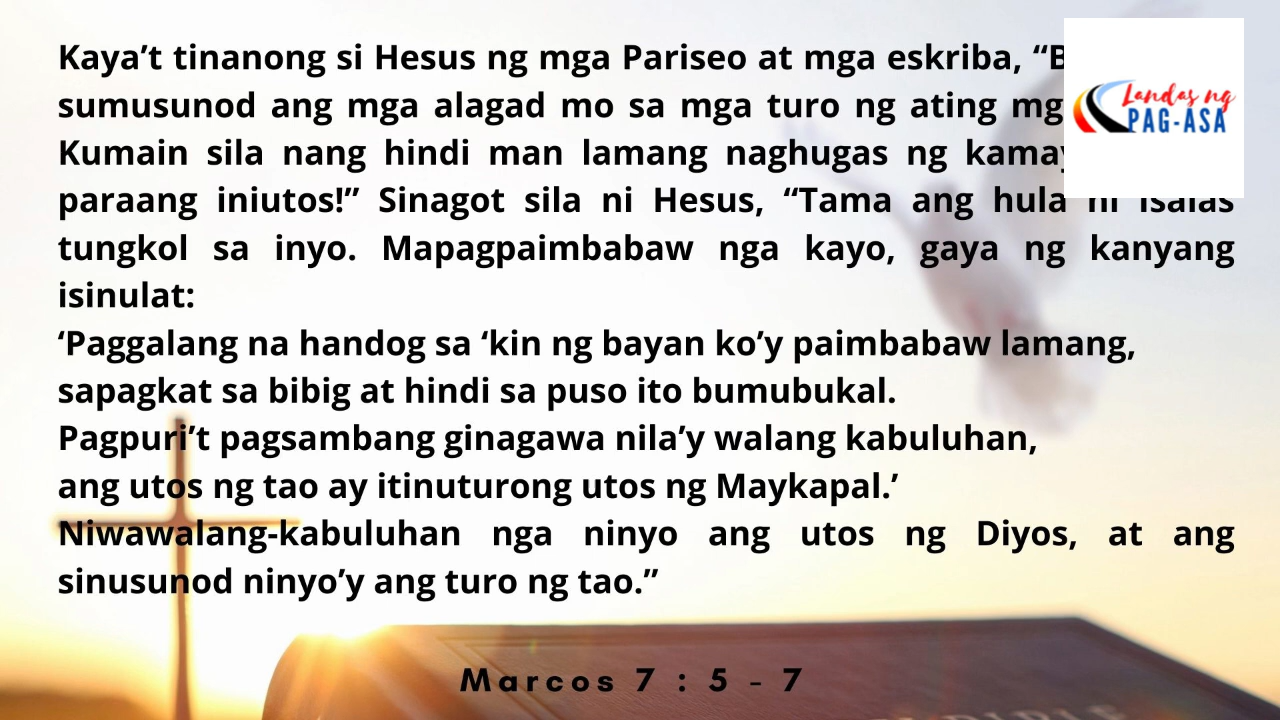 Kaya’t tinanong si Hesus ng mga Pariseo at mga eskriba, “B
sumusunod ang mga alagad mo sa mga turo ng ating mg
Landas ng
PAG-ASA
Kumain sila nang hindi man lamang naghugas ng kamay
paraang iniutos!” Sinagot sila ni Hesus, “Tama ang hula ni Isaias
tungkol sa inyo. Mapagpaimbabaw nga kayo, gaya ng kanyang
isinulat:
‘Paggalang na handog sa ‘kin ng bayan ko’y paimbabaw lamang,
sapagkat sa bibig at hindi sa puso ito bumubukal.
Pagpuri’t pagsambang ginagawa nila’y walang kabuluhan,
ang utos ng tao ay itinuturong utos ng Maykapal.’
Niwawalang-kabuluhan nga ninyo ang utos ng Diyos, at ang
sinusunod ninyo’y ang turo ng tao.”
Marcos 7 : 5 - 7